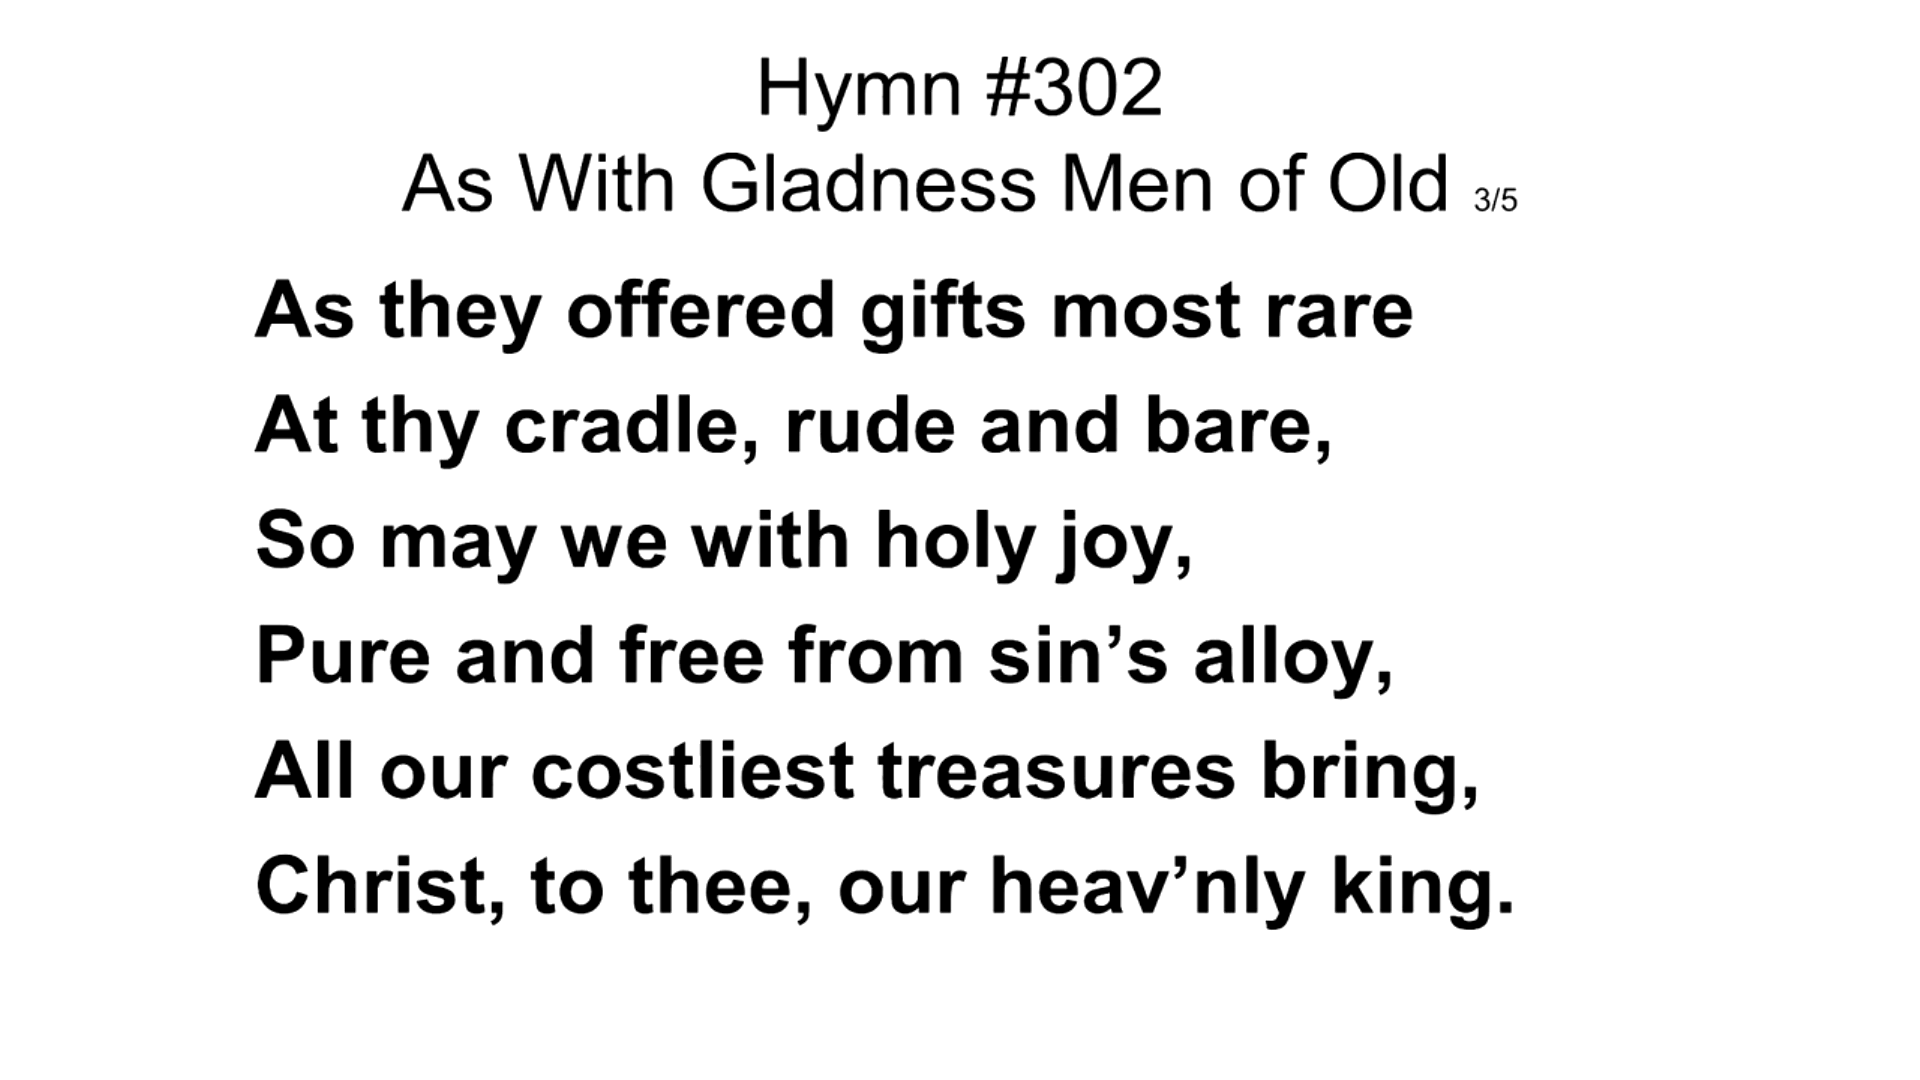 Hymn #302
As With Gladness Men of Old 3/5
As they offered gifts most rare
At thy cradle, rude and bare,
So may we with holy joy,
Pure and free from sin’s alloy,
All our costliest treasures bring,
Christ, to thee, our heav’nly king.